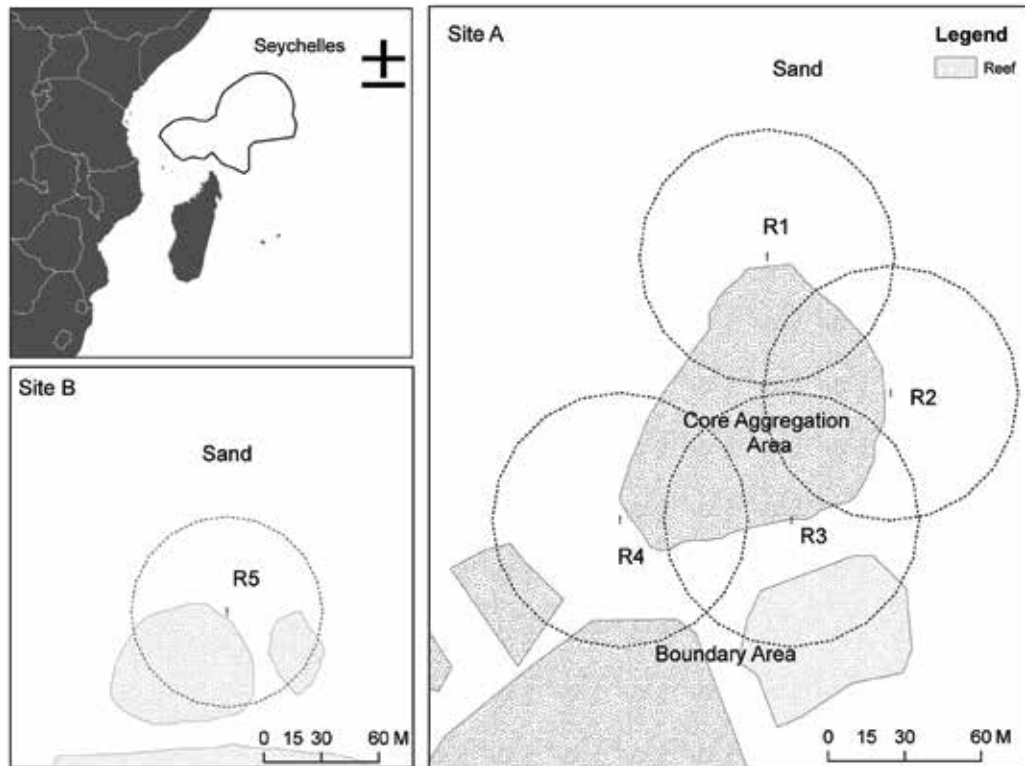 Seychelles
Site B
Sand
R5
0 15 30 60 M
Site A
Legend
Reef
Sand
R1
R2
Core Aggregation
Area
R3
R4
Boundary Area
0 15 30 60 M